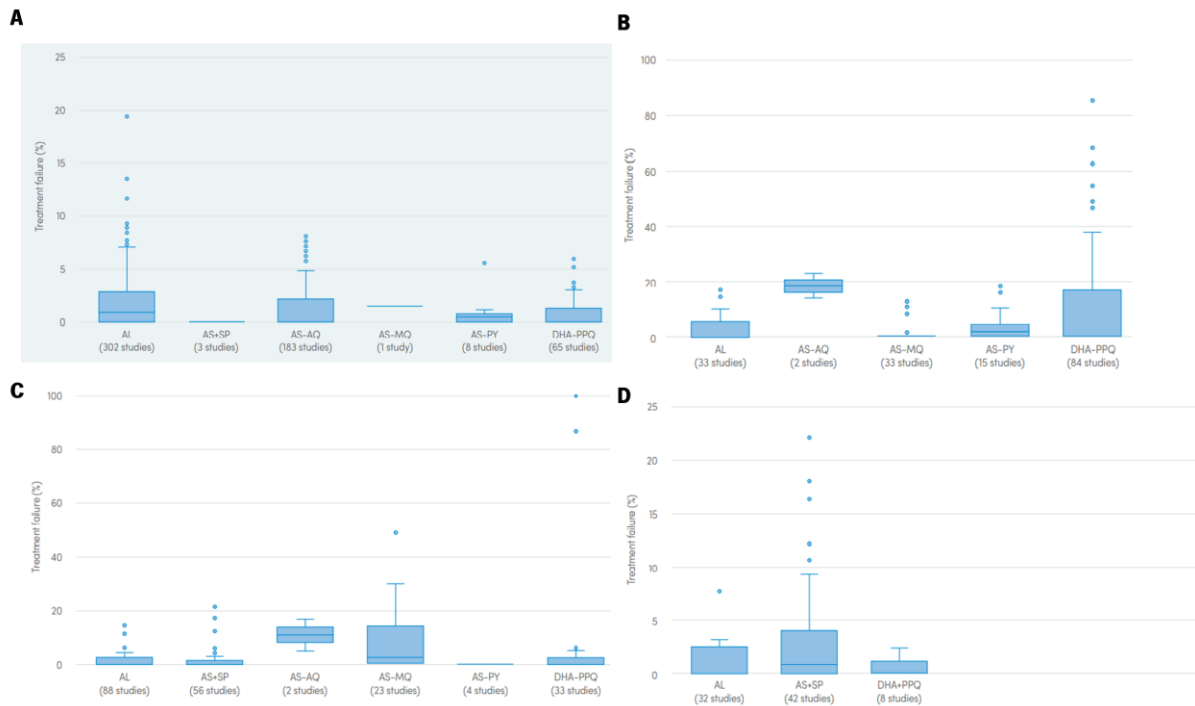 A
25
20
15
10
5
0
Treatment failure (%)
AL AS+SP AS-AQ AS-MQ AS-PY DHA-PPQ
(302 studies) (3 studies) (183 studies) (1 study) (8 studies) (65 studies)
B
100
80
60
40
20
0
Treatment failure (%)
AL AS-AQ AS-MQ AS-PY DHA-PPQ
(33 studies) (2 studies) (33 studies) (15 studies) (84 studies)
C
100
80
60
40
20
0
Treatment failure (%)
AL AS+SP AS-AQ AS-MQ AS-PY DHA-PPQ
(88 studies) (56 studies) (2 studies) (23 studies) (4 studies) (33 studies)
D
25
20
15
10
5
0
Treatment failure (%)
AL AS+SP DHA+PPQ
(32 studies) (42 studies) (8 studies)